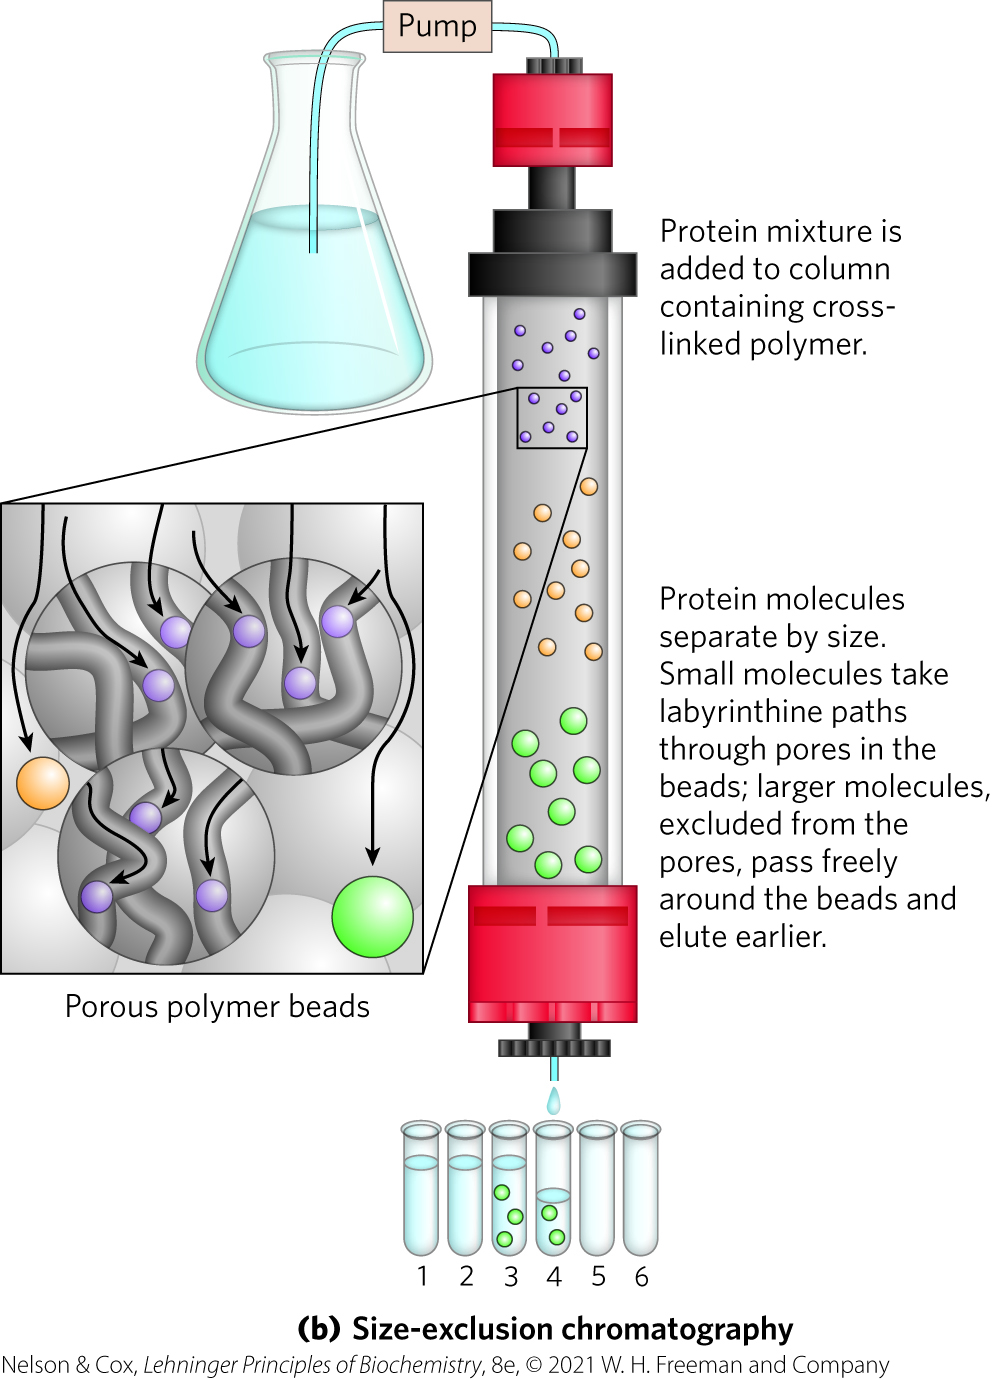 Pump
Protein mixture is
added to column
containing cross-
linked polymer.
Protein molecules
separate by size.
Small molecules take
labyrinthine paths
through pores in the
beads; larger molecules,
excluded from the
pores, pass freely
around the beads and
elute earlier.
Porous polymer beads
1 2 3 4 5 6
(b) Size-exclusion chromatography
Nelson & Cox, Lehninger Principles of Biochemistry, 8e, © 2021 W. H. Freeman and Company